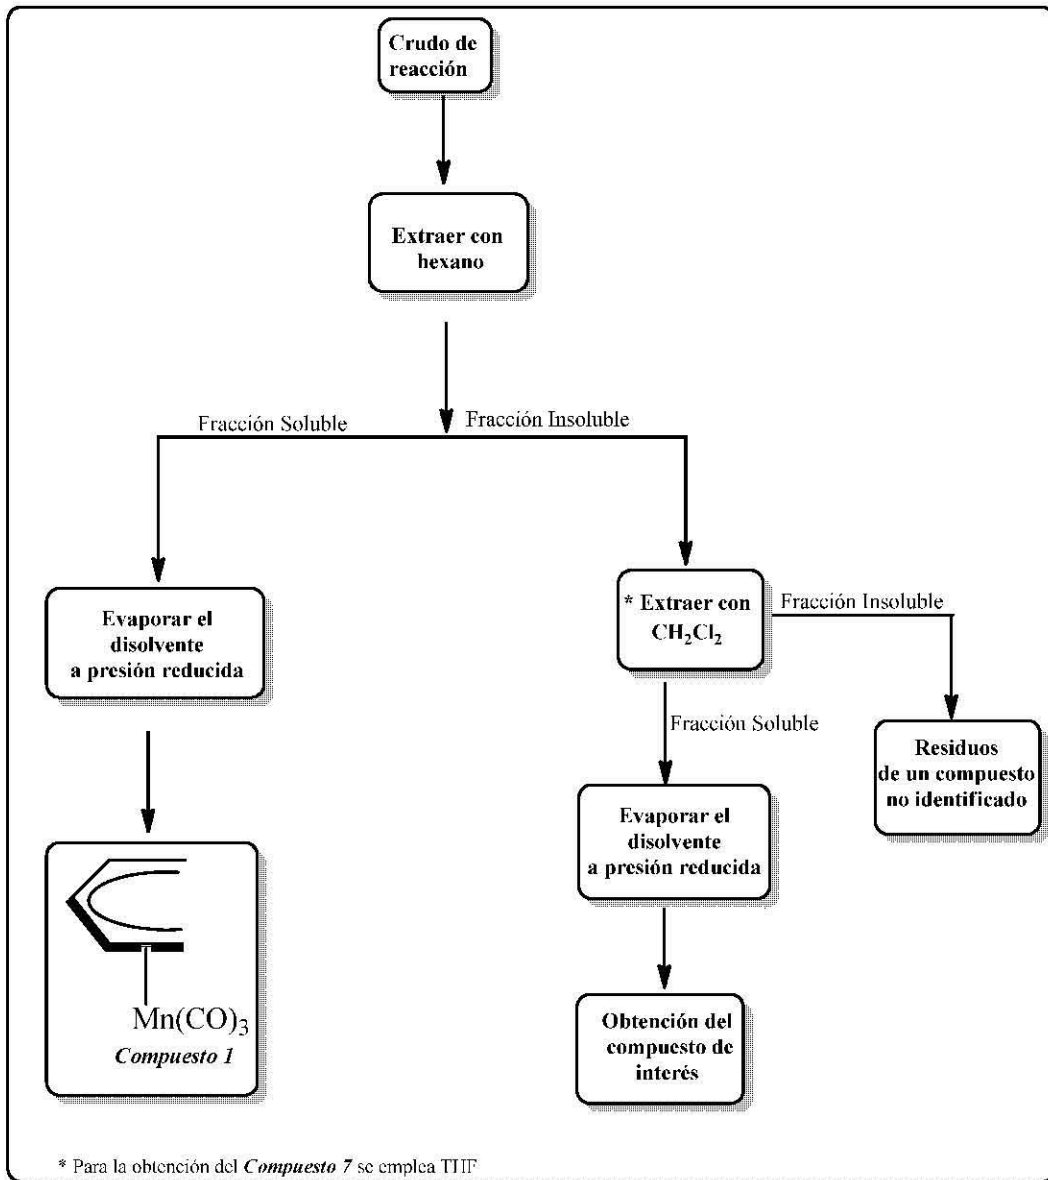 Crudo de
reacción
Extraer con
hexano
Fracción Soluble
Fracción Insoluble
Evaporar el
disolvente
a presión reducida
* Extraer con
CH₂Cl₂
Fracción Insoluble
Fracción Soluble
Residuos
de un compuesto
no identificado
Evaporar el
disolvente
a presión reducida
Mn(CO)₃
Compuesto 1
Obtención del
compuesto de
interés
* Para la obtención del Compuesto 7 se emplea THF